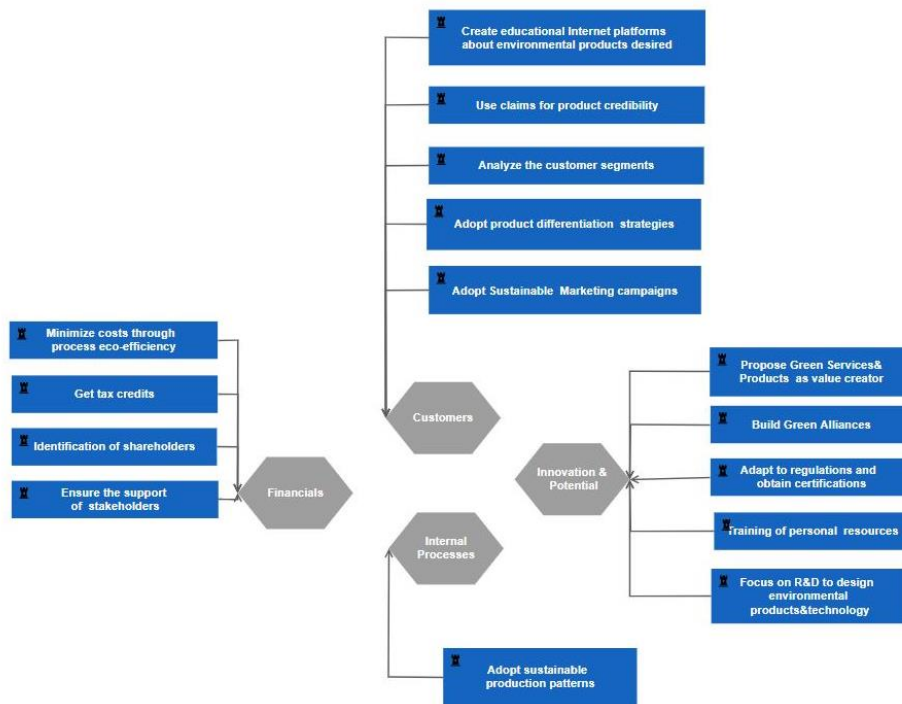 Create educational Internet platforms
about environmental products desired
Use claims for product credibility
Analyze the customer segments
Adopt product differentiation strategies
Adopt Sustainable Marketing campaigns
Minimize costs through
process eco-efficiency
Get tax credits
Identification of shareholders
Ensure the support
of stakeholders
Financials
Customers
Internal
Processes
Innovation &
Potential
Propose Green Services&
Products as value creator
Build Green Alliances
Adapt to regulations and
obtain certifications
Training of personal resources
Focus on R&D to design
environmental
products&technology
Adopt sustainable
production patterns